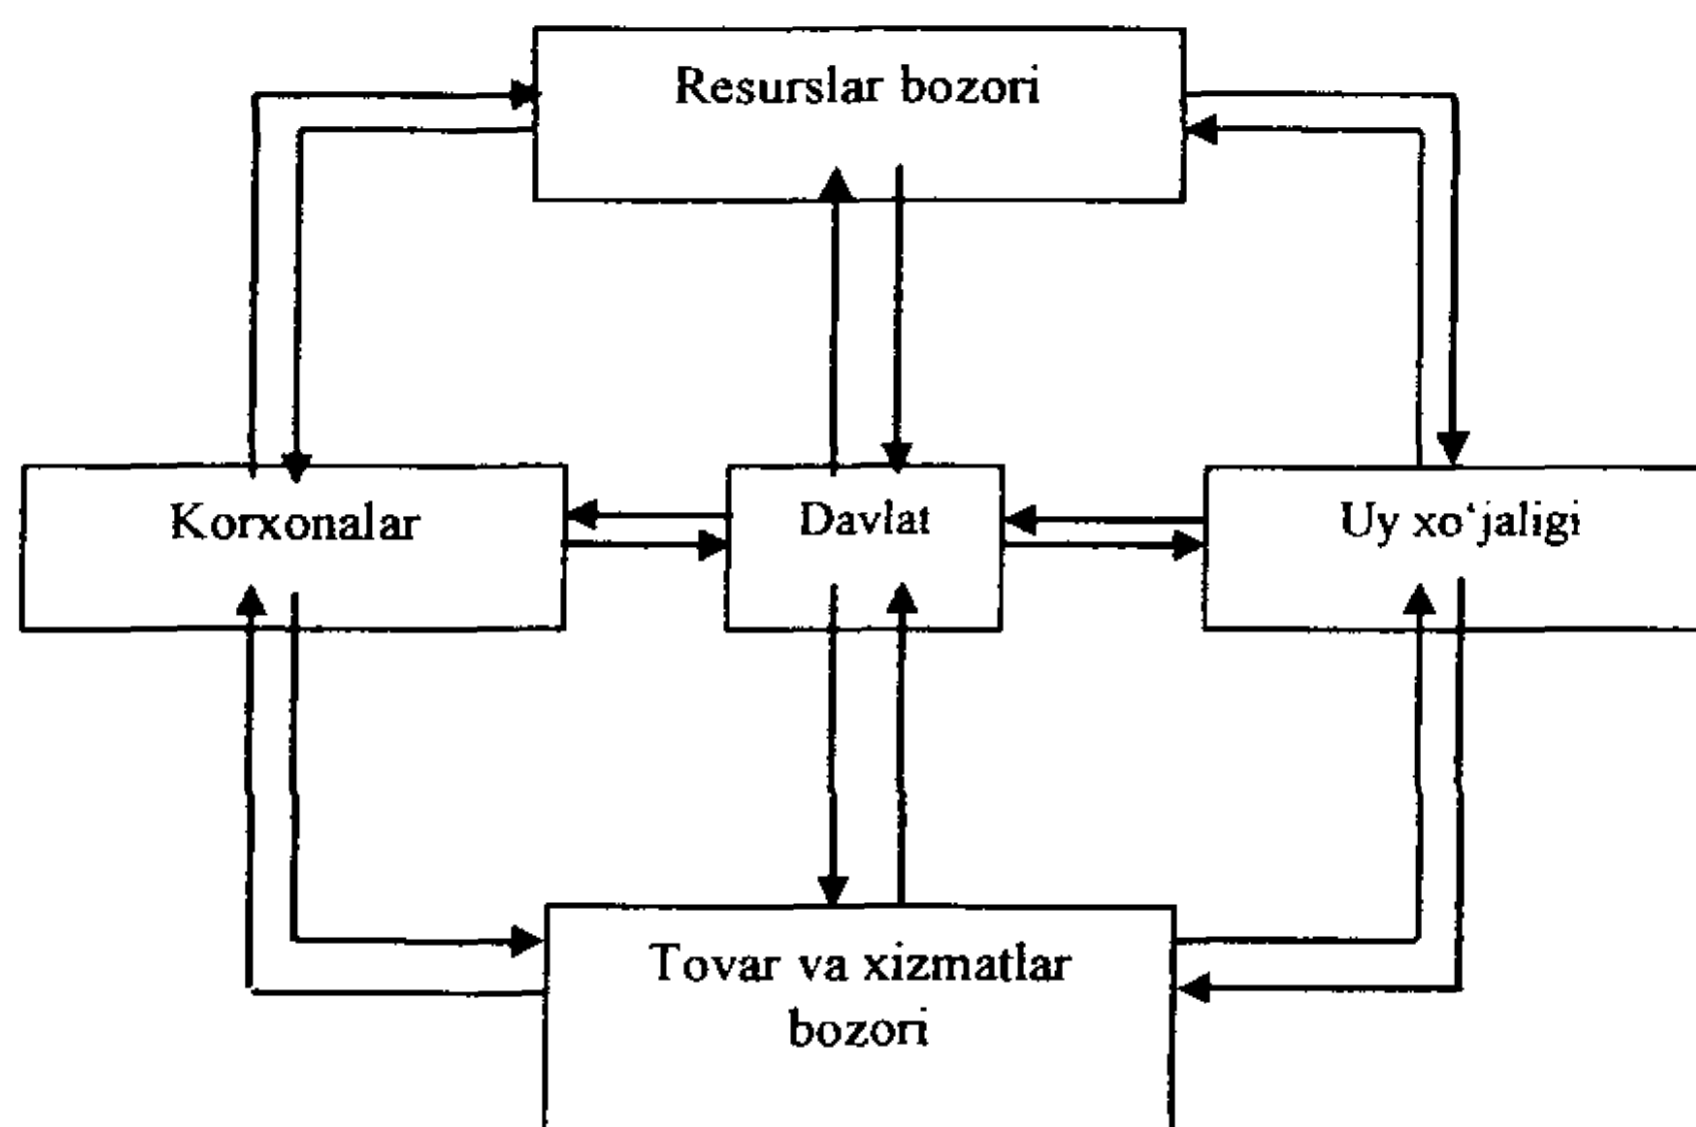 Resurslar bozori
Korxonalar
Davlat
Uy xo‘jaligi
Tovar va xizmatlar
bozori